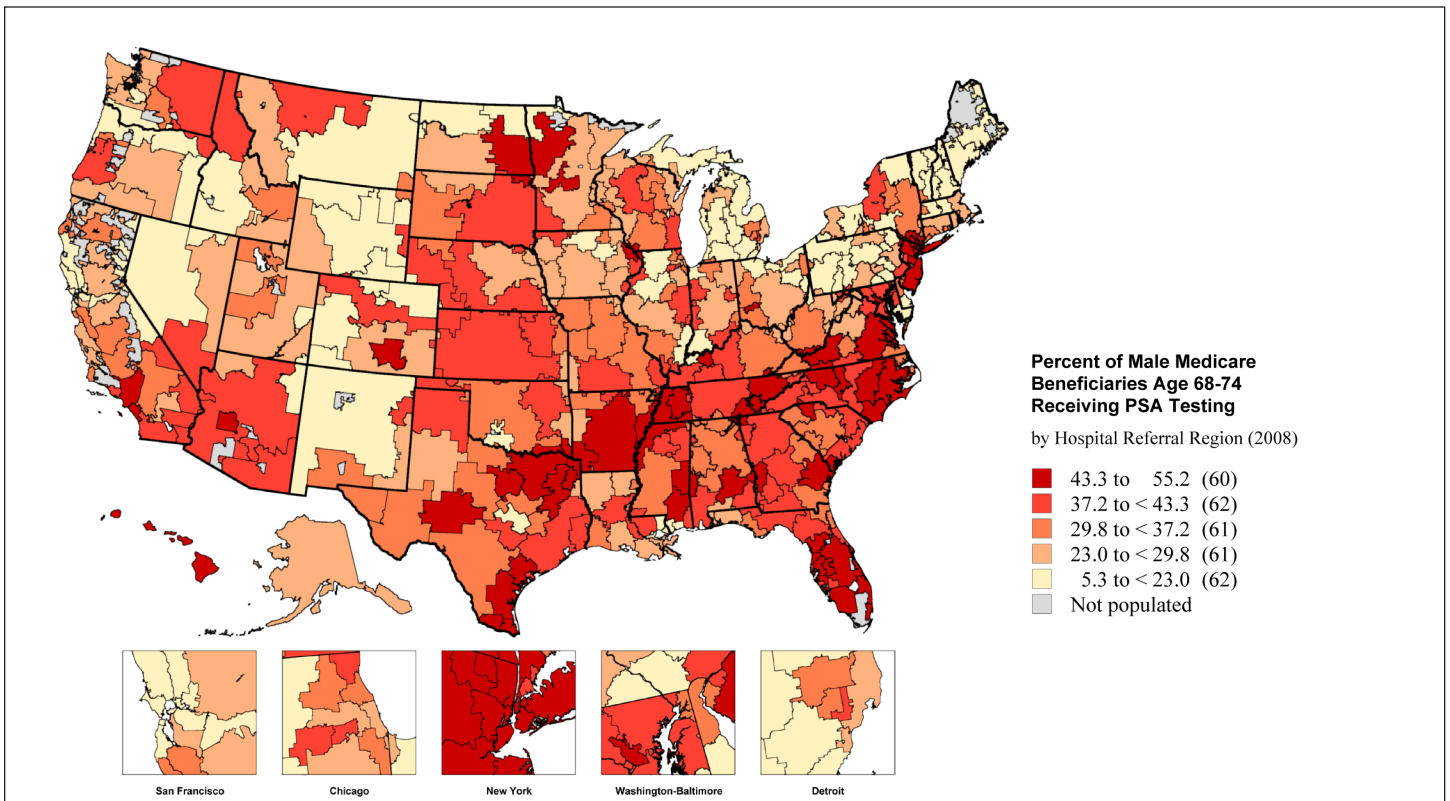 Percent of Male Medicare
Beneficiaries Age 68-74
Receiving PSA Testing
by Hospital Referral Region (2008)
43.3 to 55.2 (60)
37.2 to < 43.3 (62)
29.8 to < 37.2 (61)
23.0 to < 29.8 (61)
5.3 to < 23.0 (62)
Not populated
San Francisco
Chicago
New York
Washington-Baltimore
Detroit